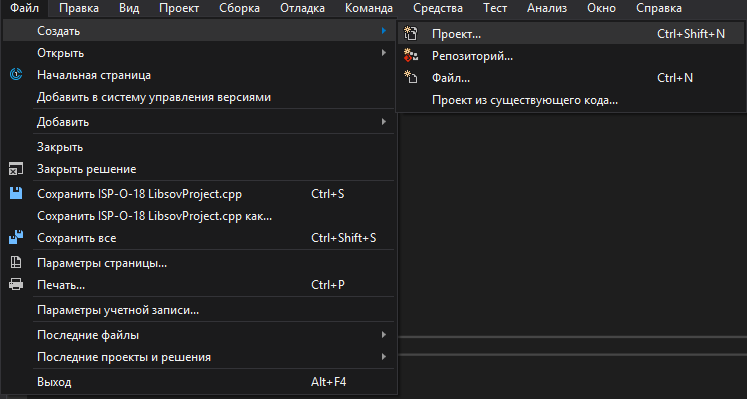 Файл Правка Вид Проект Сборка Отладка Команда Средства Тест Анализ Окно Справка
Создать
Открыть
Начальная страница
Добавить в систему управления версиями
Добавить
Закрыть
Закрыть решение
Сохранить ISP-O-18 LibsovProject.cpp Ctrl+S
Сохранить ISP-O-18 LibsovProject.cpp как...
Сохранить все Ctrl+Shift+S
Параметры страницы...
Печать... Ctrl+P
Параметры учетной записи...
Последние файлы
Последние проекты и решения
Выход Alt+F4
Проект... Ctrl+Shift+N
Репозиторий...
Файл... Ctrl+N
Проект из существующего кода...